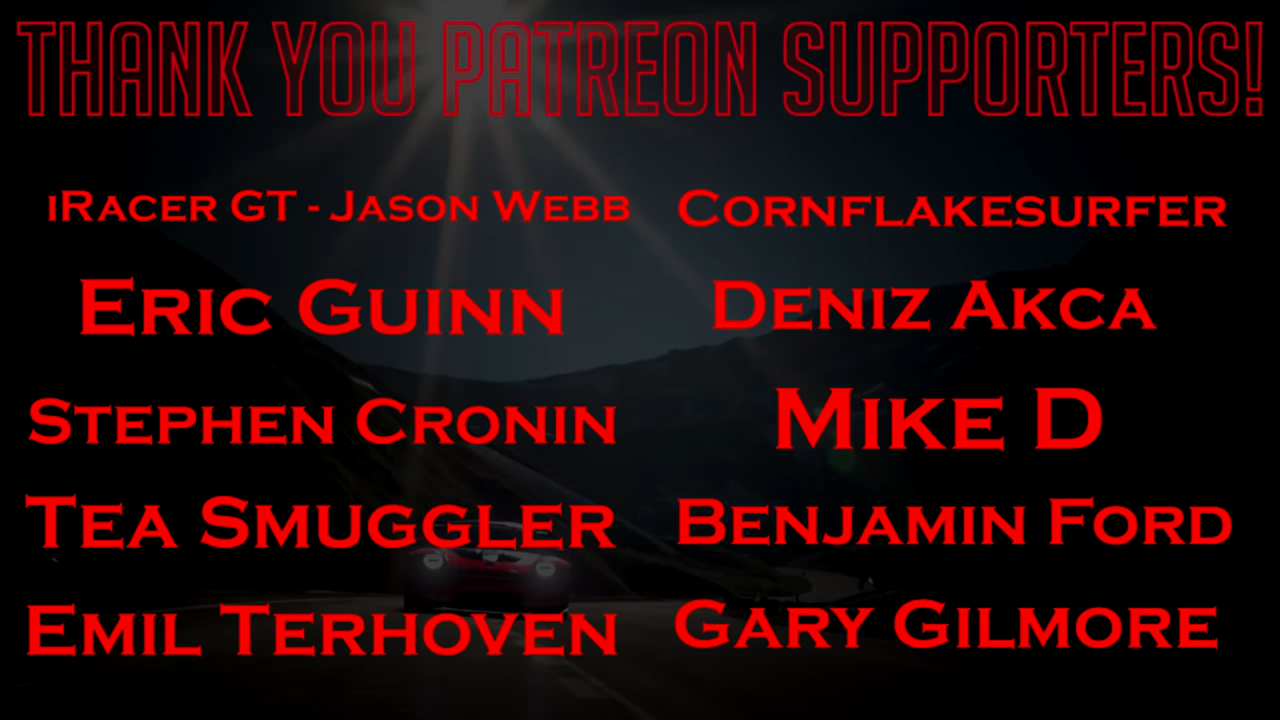 THANK YOU PATREON SUPPORTERS!
iRacer GT - Jason Webb
Cornflakesurfer
Eric Guinn
Deniz Akca
Stephen Cronin
Mike D
Tea Smuggler
Benjamin Ford
Emil Terhoven
Gary Gilmore